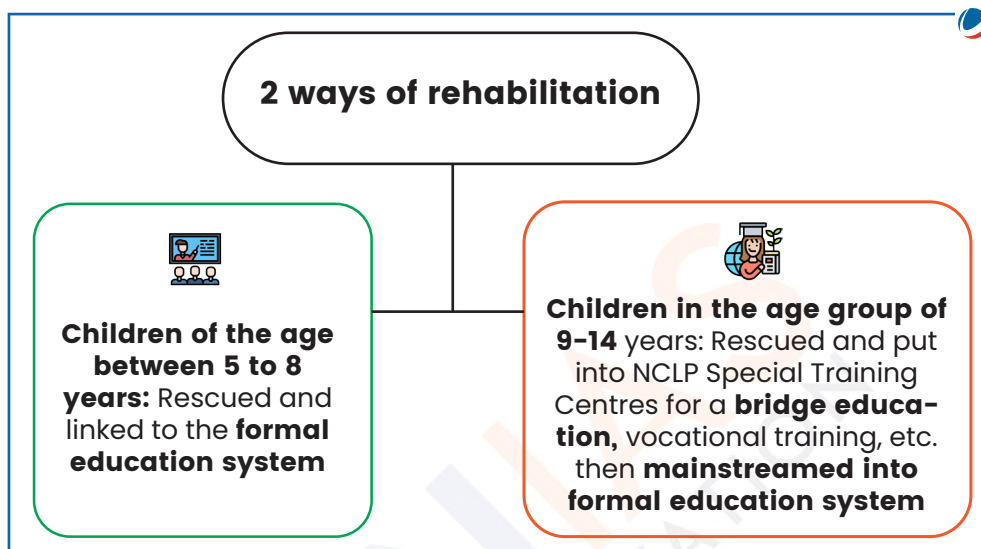 2 ways of rehabilitation
Children of the age
between 5 to 8
years: Rescued and
linked to the formal
education system
Children in the age group of
9-14 years: Rescued and put
into NCLP Special Training
Centres for a bridge educa-
tion, vocational training, etc.
then mainstreamed into
formal education system